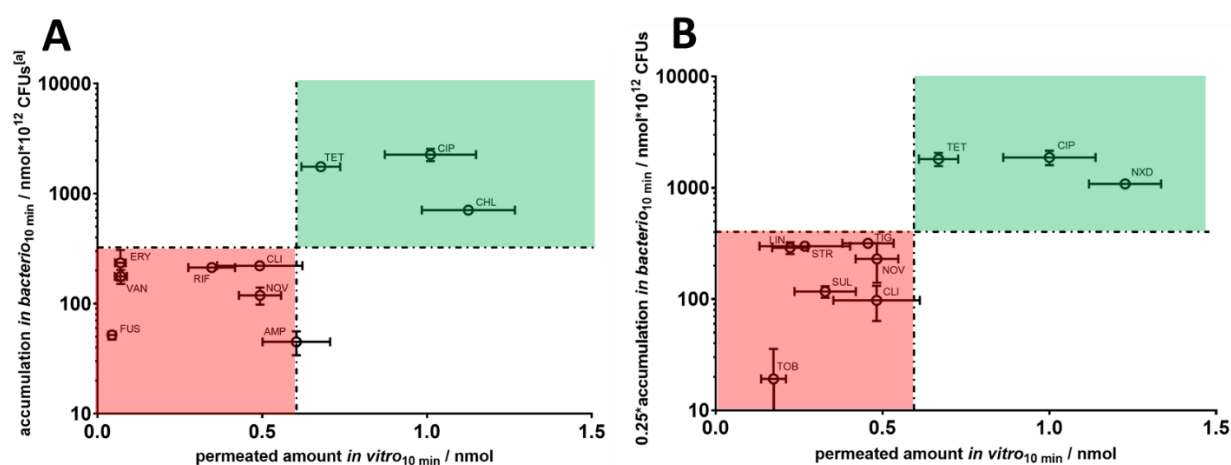 A
accumulation in bacterio10 min / nmol*10^12 CFUs[a]
10000
1000
100
10
TET
CIP
CHL
ERY
VAN
RIF
CLI
NOV
FUS
AMP
0.0 0.5 1.0 1.5
permeated amount in vitro10 min / nmol
B
0.25*accumulation in bacterio10 min / nmol*10^12 CFUs
10000
1000
100
10
TET
CIP
NXD
LIN
STR
TIG
NOV
SUL
CLI
TOB
0.0 0.5 1.0 1.5
permeated amount in vitro10 min / nmol